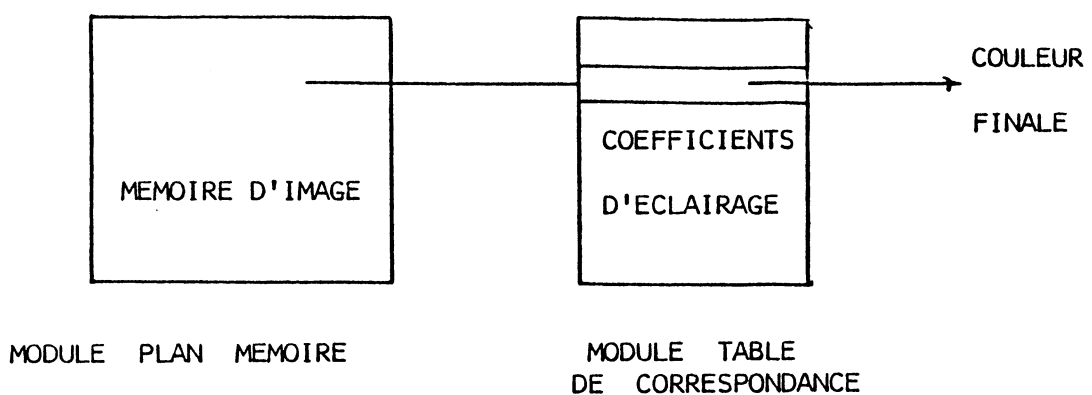 COULEUR
FINALE
COEFFICIENTS
D'ECLAIRAGE
MEMOIRE D'IMAGE
MODULE PLAN MEMOIRE
MODULE TABLE
DE CORRESPONDANCE